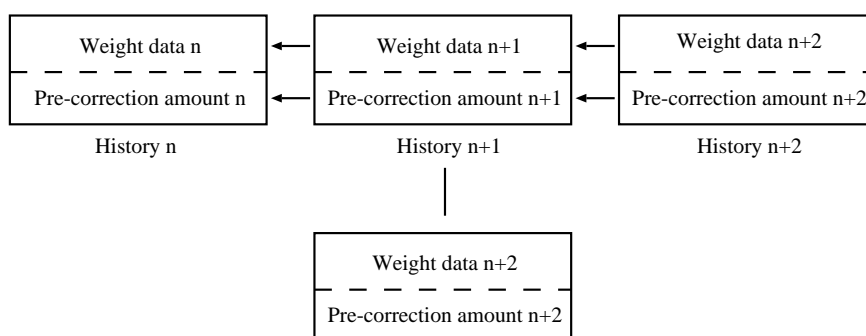 Weight data n
Weight data n+1
Weight data n+2
Pre-correction amount n
Pre-correction amount n+1
Pre-correction amount n+2
History n
History n+1
History n+2
Weight data n+2
Pre-correction amount n+2